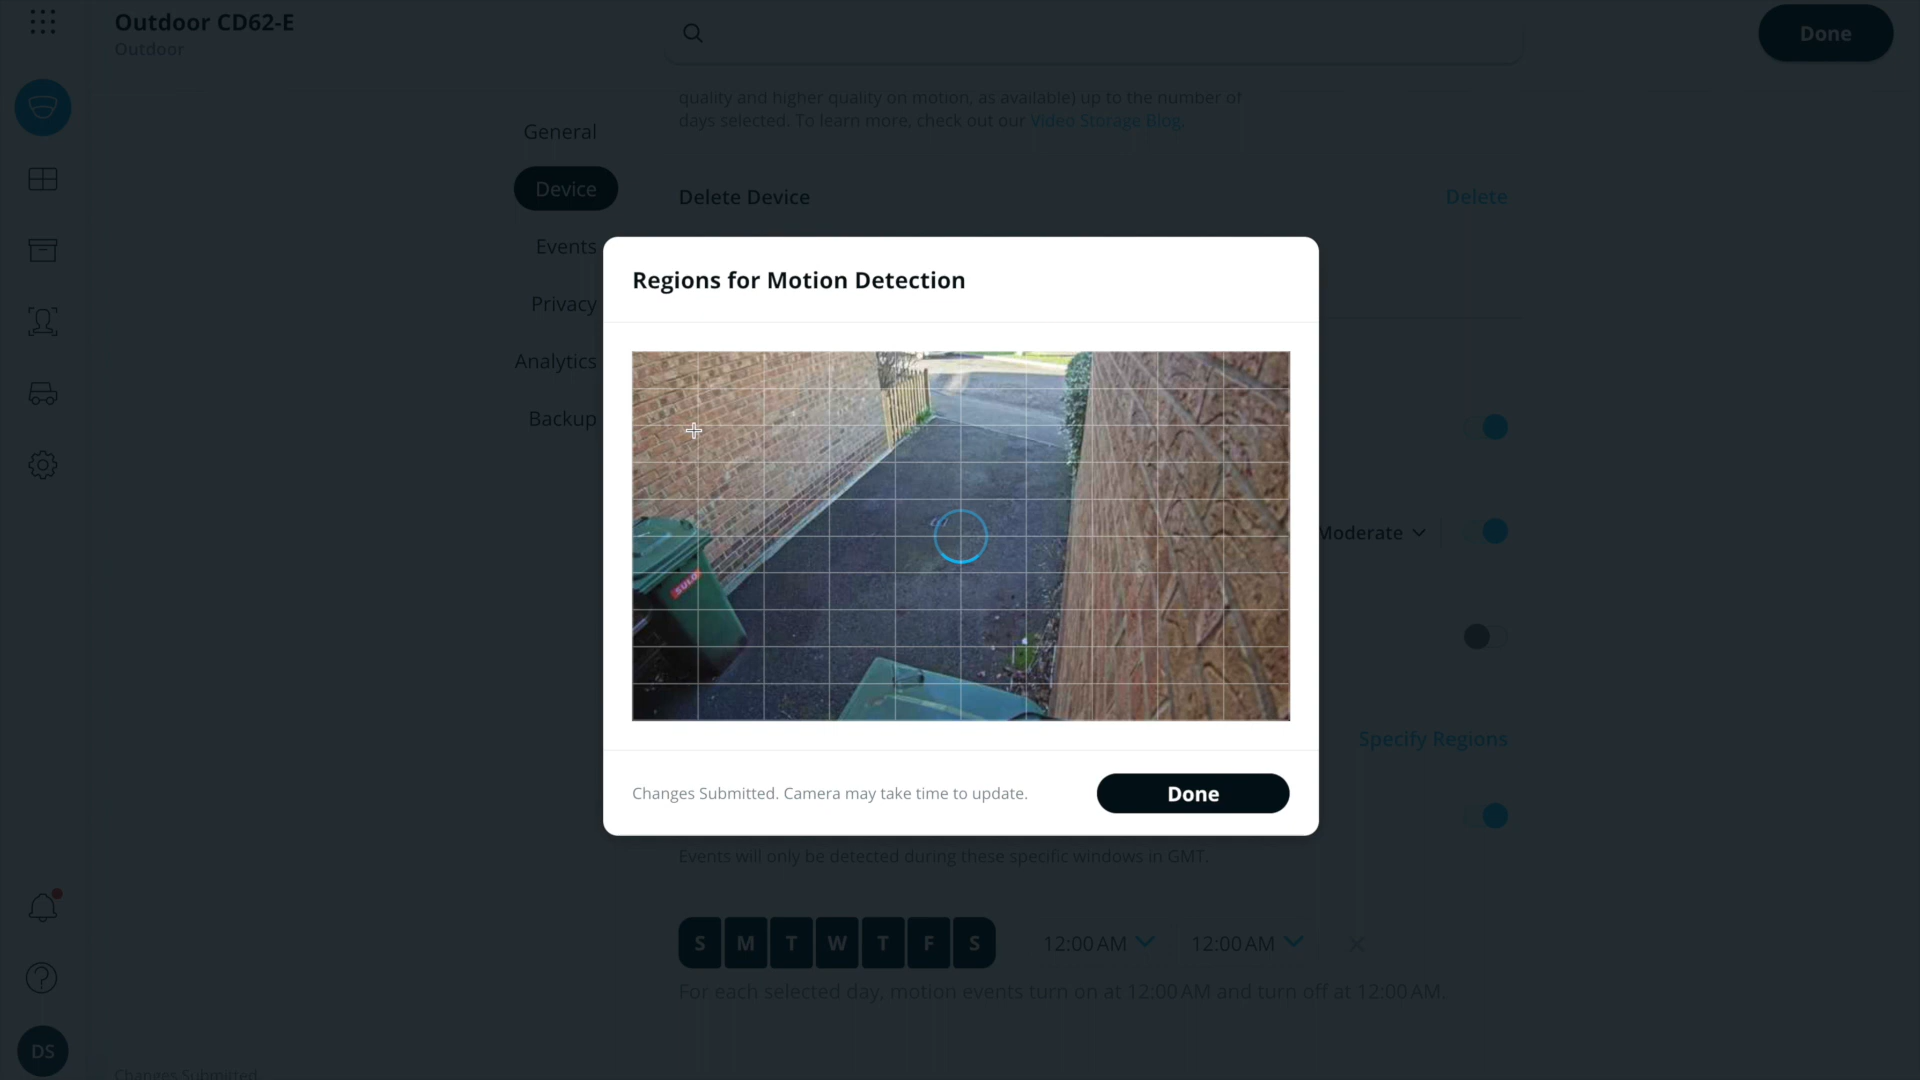 Outdoor CD62-E
Outdoor
Done
quality and higher quality on motion, as available) up to the number of
days selected. To learn more, check out our Video Storage Blog.
General
Device
Events
Privacy
Analytics
Backup
Delete Device
Delete
Regions for Motion Detection
SULO
Moderate
Specify Regions
Changes Submitted. Camera may take time to update.
Done
Events will only be detected during these specific windows in GMT.
S M T W T F S
12:00 AM 12:00 AM
For each selected day, motion events turn on at 12:00 AM and turn off at 12:00 AM.
DS
Changes Submitted